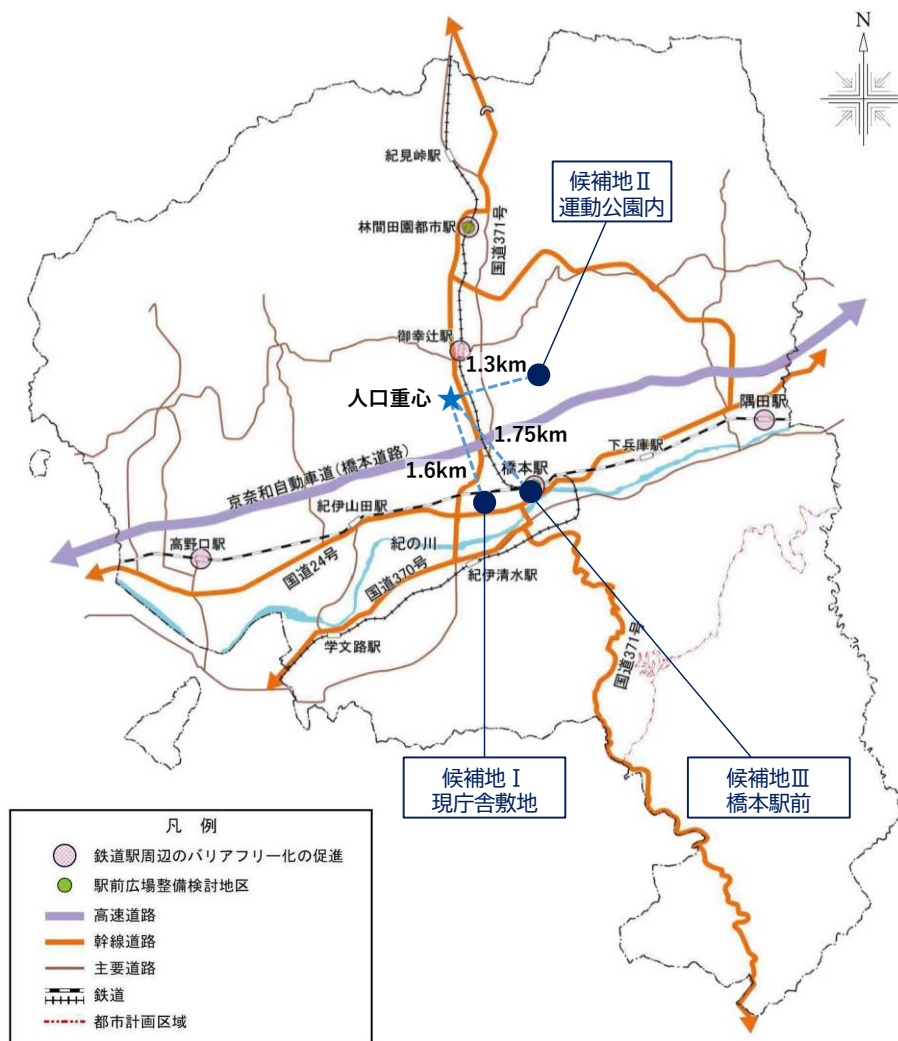 N
紀見峠駅
候補地Ⅱ
運動公園内
林間田園都市駅
国道371号
御幸辻駅
1.3km
人口重心
隅田駅
1.75km
下兵庫駅
1.6km
橋本駅
京奈和自動車道(橋本道路)
紀伊山田駅
高野口駅
紀の川
国道24号
国道370号
紀伊清水駅
学文路駅
国道371号
候補地Ⅰ
現庁舎敷地
候補地Ⅲ
橋本駅前
凡 例
鉄道駅周辺のバリアフリー化の促進
駅前広場整備検討地区
高速道路
幹線道路
主要道路
鉄道
都市計画区域